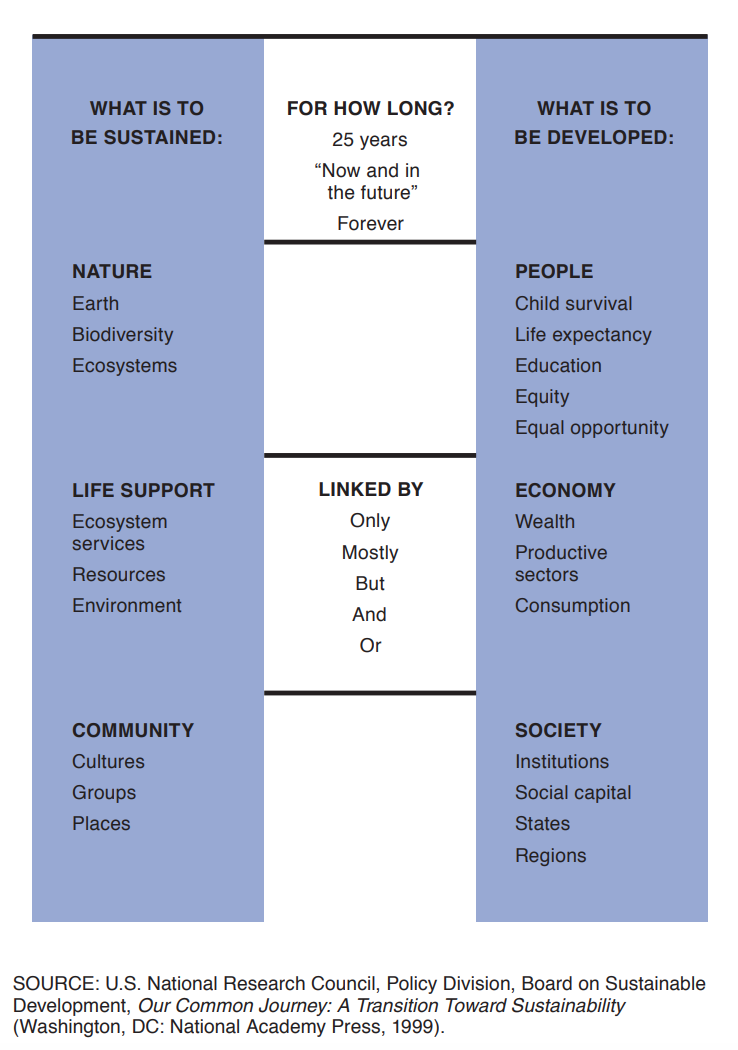 WHAT IS TO
BE SUSTAINED:
NATURE
Earth
Biodiversity
Ecosystems
LIFE SUPPORT
Ecosystem
services
Resources
Environment
COMMUNITY
Cultures
Groups
Places
FOR HOW LONG?
25 years
“Now and in
the future”
Forever
LINKED BY
Only
Mostly
But
And
Or
WHAT IS TO
BE DEVELOPED:
PEOPLE
Child survival
Life expectancy
Education
Equity
Equal opportunity
ECONOMY
Wealth
Productive
sectors
Consumption
SOCIETY
Institutions
Social capital
States
Regions
SOURCE: U.S. National Research Council, Policy Division, Board on Sustainable
Development, Our Common Journey: A Transition Toward Sustainability
(Washington, DC: National Academy Press, 1999).